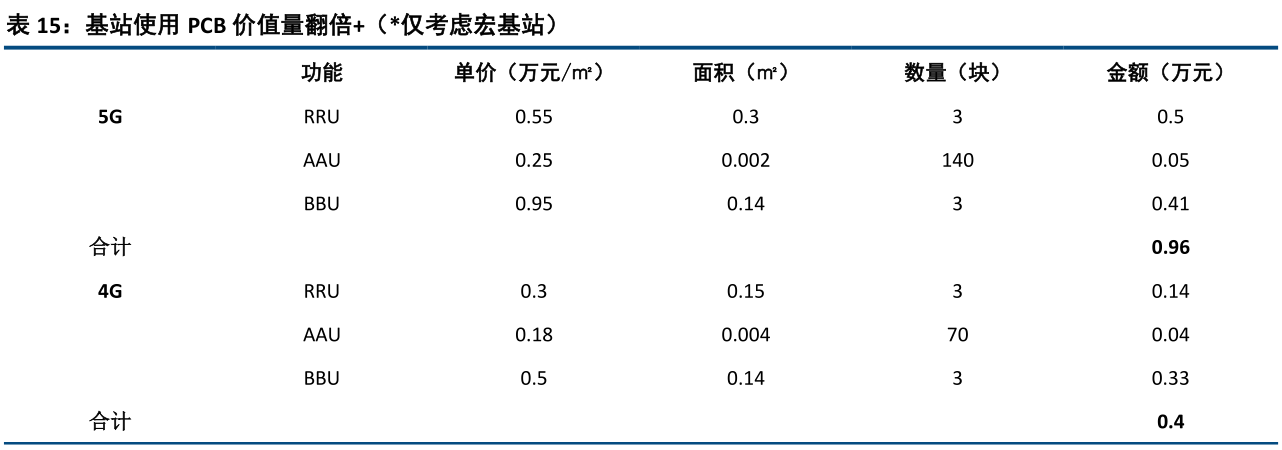 表 15：基站使用 PCB 价值量翻倍+（*仅考虑宏基站）
功能 单价（万元/㎡） 面积（㎡） 数量（块） 金额（万元）
5G RRU 0.55 0.3 3 0.5
AAU 0.25 0.002 140 0.05
BBU 0.95 0.14 3 0.41
合计 0.96
4G RRU 0.3 0.15 3 0.14
AAU 0.18 0.004 70 0.04
BBU 0.5 0.14 3 0.33
合计 0.4